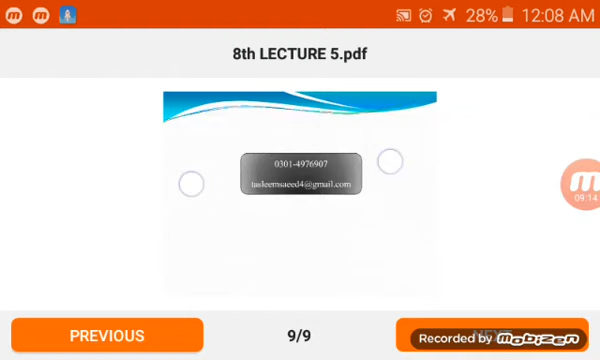 28% 12:08 AM
8th LECTURE 5.pdf
0301-4976907
tasleemsaeed4@gmail.com
09:14
PREVIOUS
9/9
NEXT
Recorded by MOBIZEN